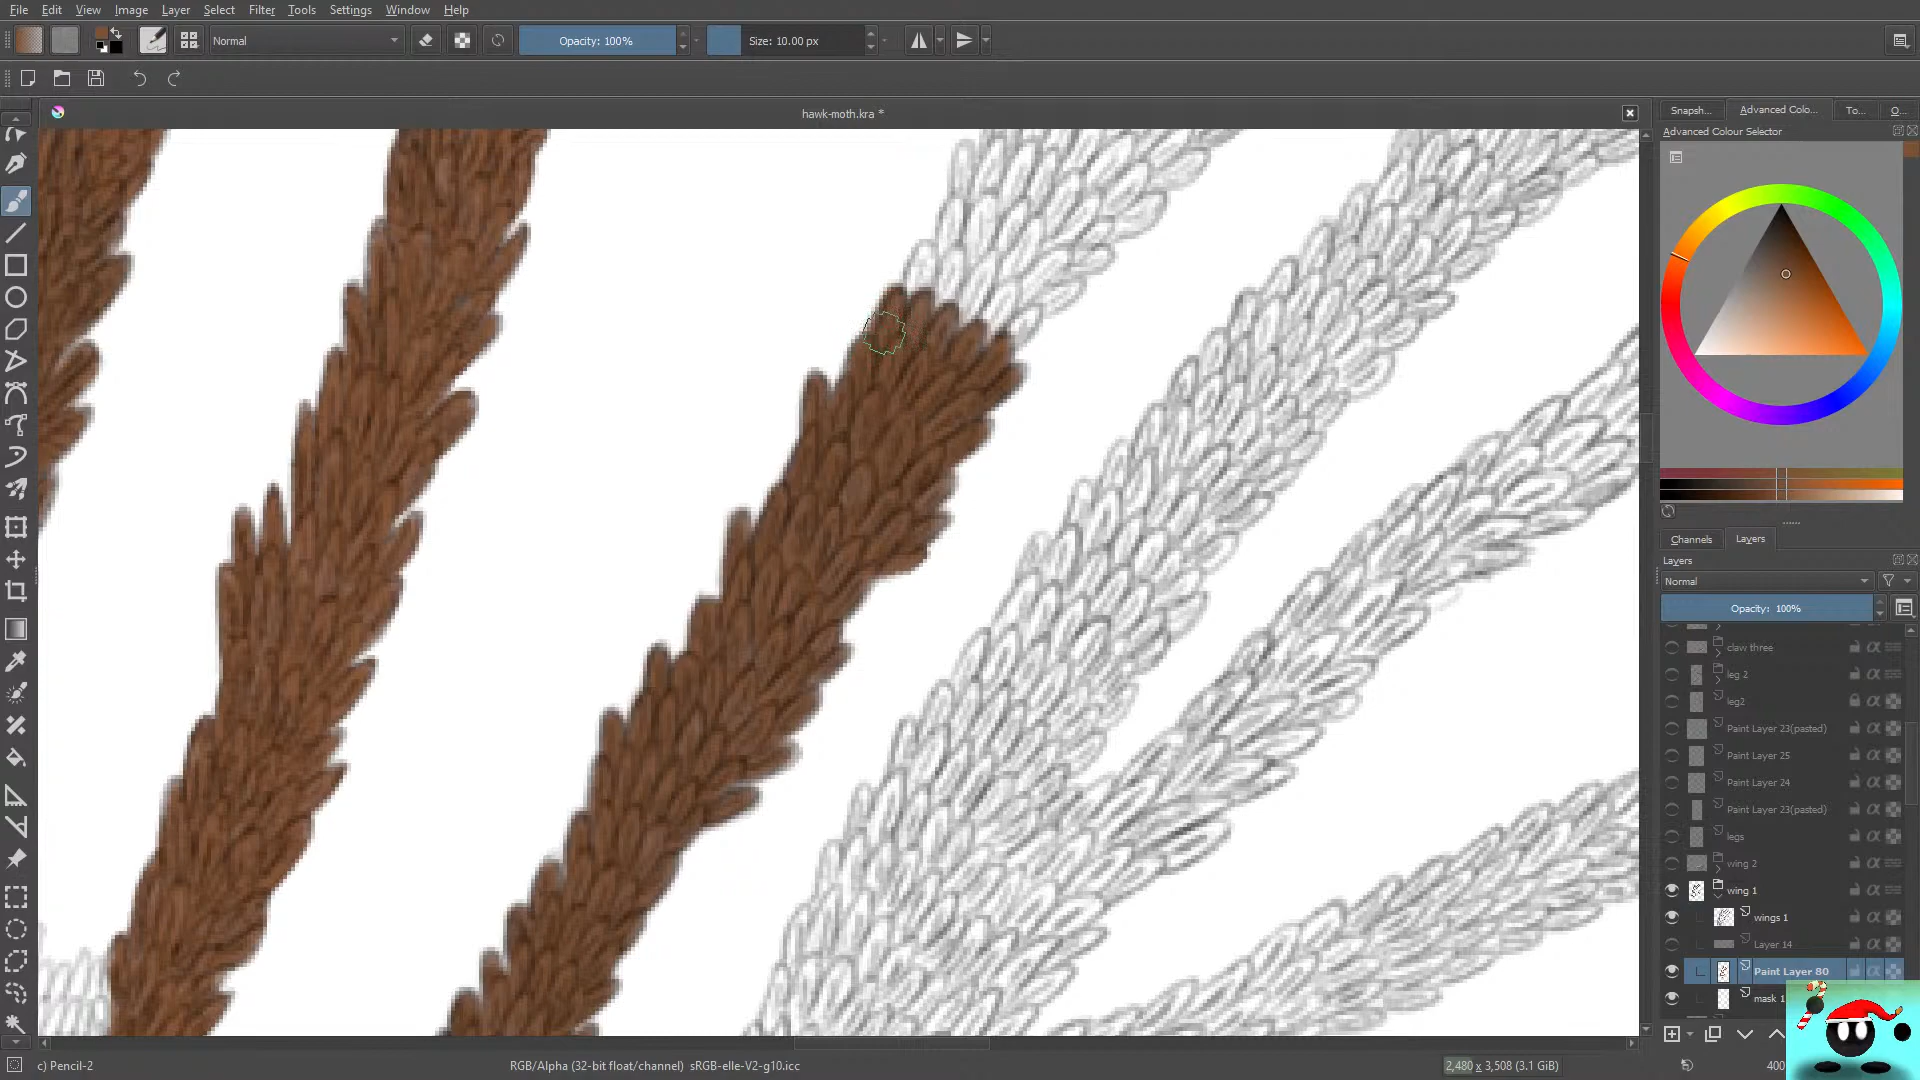 File Edit View Image Layer Select Filter Tools Settings Window Help
Normal
Opacity: 100%
Size: 10.00 px
hawk-moth.kra *
Snapsh... Advanced Colo... To... O...
Advanced Colour Selector
Channels Layers
Layers
Normal
Opacity: 100%
claw three
leg 2
leg2
Paint Layer 23(pasted)
Paint Layer 25
Paint Layer 24
Paint Layer 23(pasted)
legs
wing 2
wing 1
wings 1
Layer 14
Paint Layer 80
mask 1
c) Pencil-2
RGB/Alpha (32-bit float/channel) sRGB-elle-V2-g10.icc
2,480 x 3,508 (3.1 GiB)
400